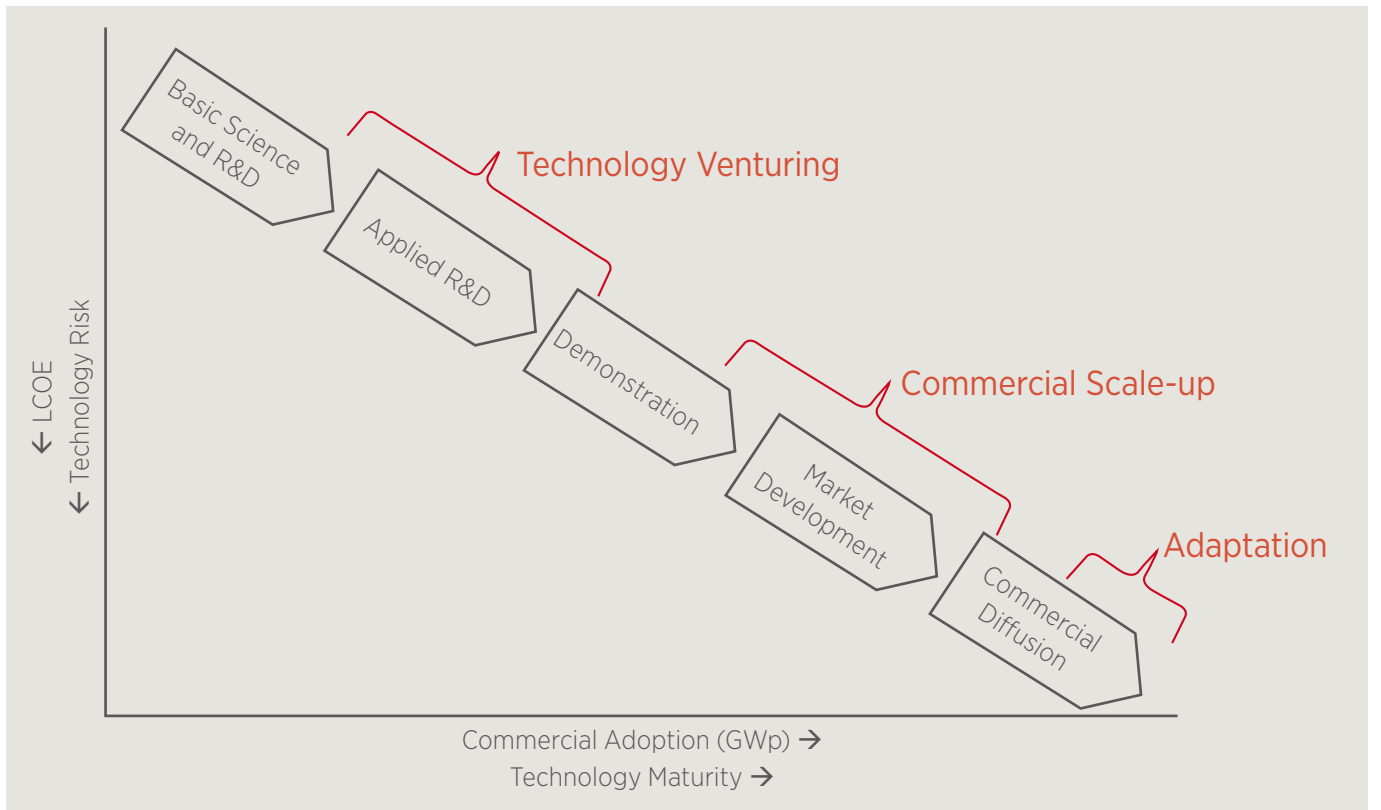 Basic Science
and R&D
Technology Venturing
Applied R&D
Demonstration
Commercial Scale-up
Market
Development
Adaptation
Commercial
Diffusion
← LCOE
← Technology Risk
Commercial Adoption (GWp) →
Technology Maturity →